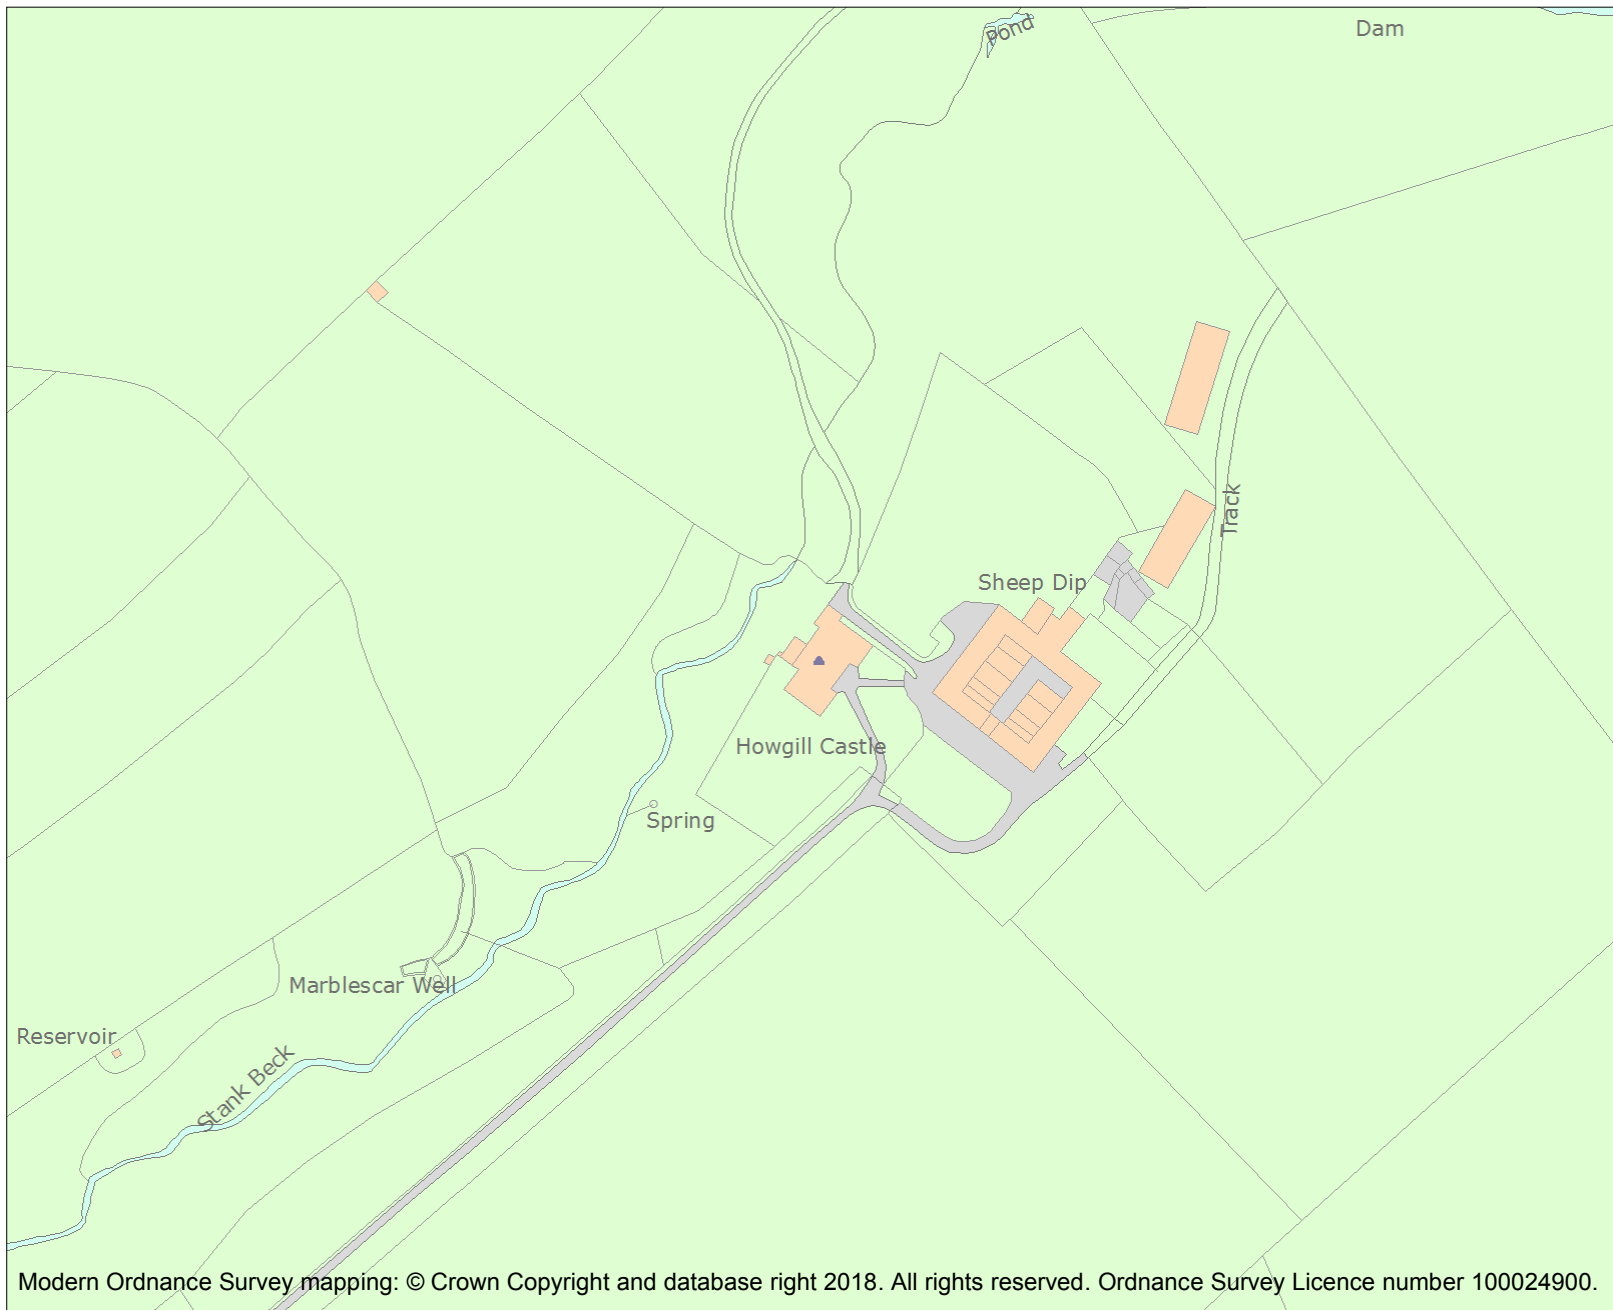 Pond
Dam
Track
Sheep Dip
Howgill Castle
Spring
Marblescar Well
Reservoir
Stank Beck
Modern Ordnance Survey mapping: © Crown Copyright and database right 2018. All rights reserved. Ordnance Survey Licence number 100024900.